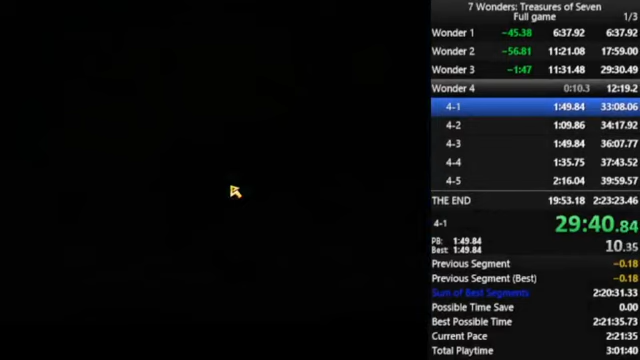 7 Wonders: Treasures of Seven
Full game 1/3
Wonder 1 −45.38 6:37.92 6:37.92
Wonder 2 −56.81 11:21.08 17:59.00
Wonder 3 −1:47 11:31.48 29:30.49
Wonder 4 0:10.3 12:19.2
4-1 1:49.84 33:08.06
4-2 1:09.86 34:17.92
4-3 1:49.84 36:07.77
4-4 1:35.75 37:43.52
4-5 2:16.04 39:59.57
THE END 19:53.18 2:23:23.46
4-1 29:40.84
PB: 1:49.84
Best: 1:49.84 10.35
Previous Segment −0.18
Previous Segment (Best) −0.18
Sum of Best Segments 2:20:31.33
Possible Time Save 0.00
Best Possible Time 2:21:35.73
Current Pace 2:21:35
Total Playtime 3:01:40